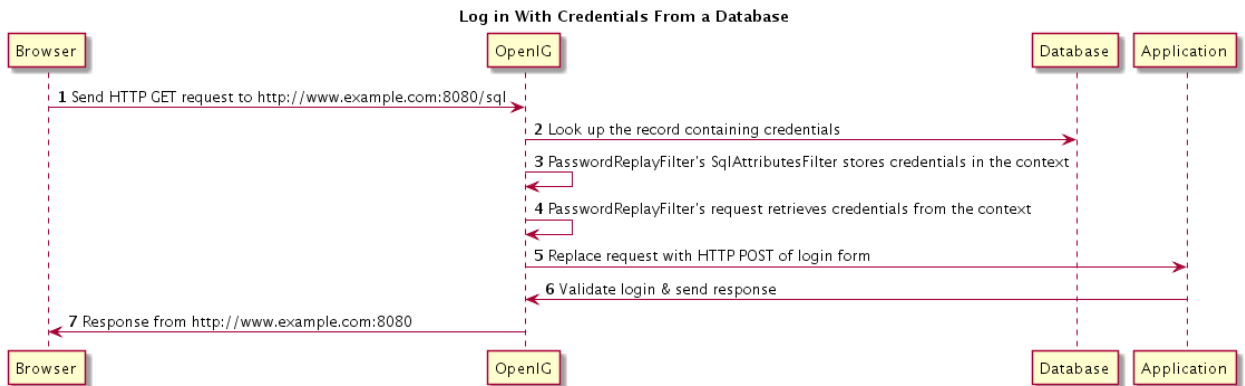 Log in With Credentials From a Database
Browser OpenIG Database Application
1 Send HTTP GET request to http://www.example.com:8080/sql
2 Look up the record containing credentials
3 PasswordReplayFilter's SqlAttributesFilter stores credentials in the context
4 PasswordReplayFilter's request retrieves credentials from the context
5 Replace request with HTTP POST of login form
6 Validate login & send response
7 Response from http://www.example.com:8080
Browser OpenIG Database Application